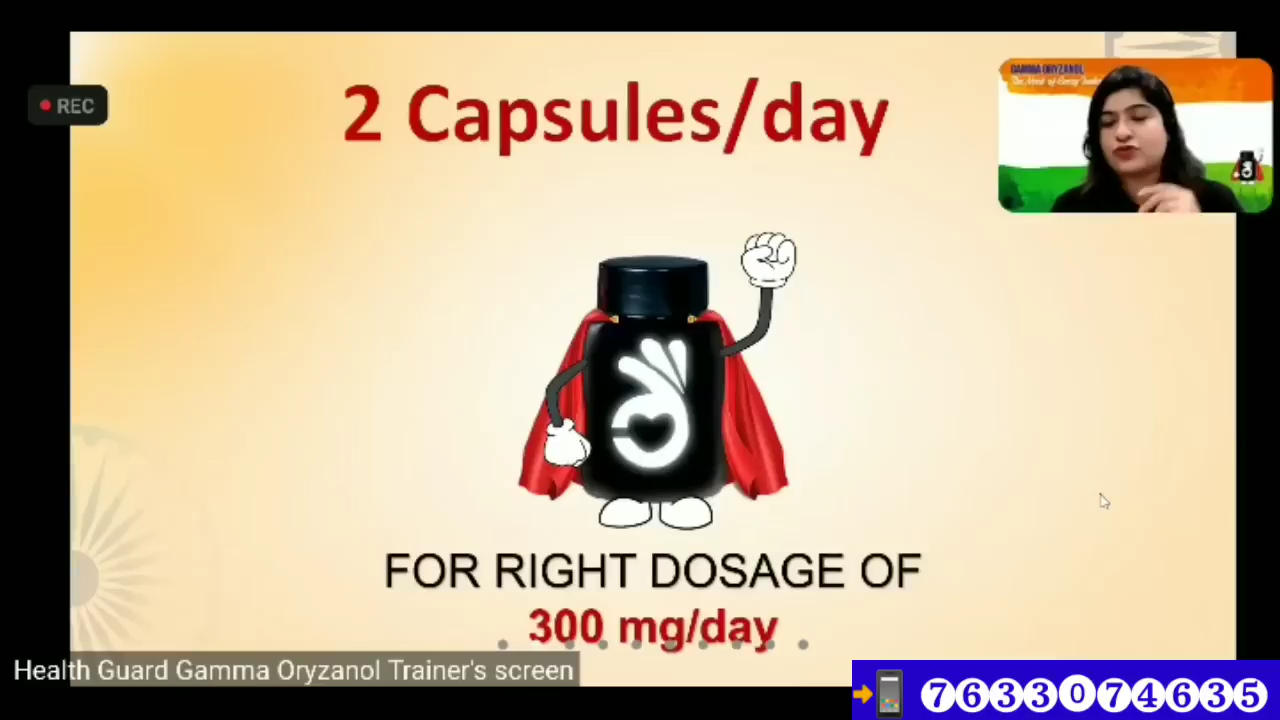 2 Capsules/day
REC
GAMMA ORYZANOL
FOR RIGHT DOSAGE OF
300 mg/day
Health Guard Gamma Oryzanol Trainer's screen
7633074635